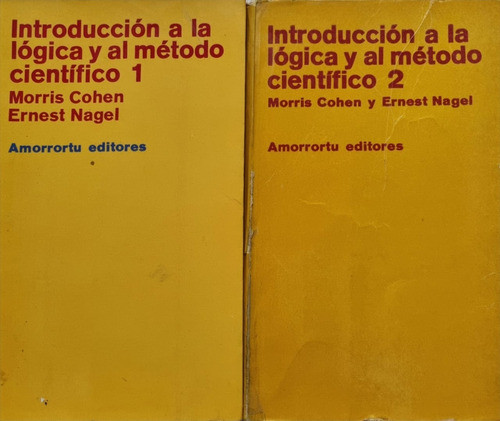 Introducción a la
lógica y al método
científico 1
Morris Cohen
Ernest Nagel
Amorrortu editores
Introducción a la
lógica y al método
científico 2
Morris Cohen y Ernest Nagel
Amorrortu editores